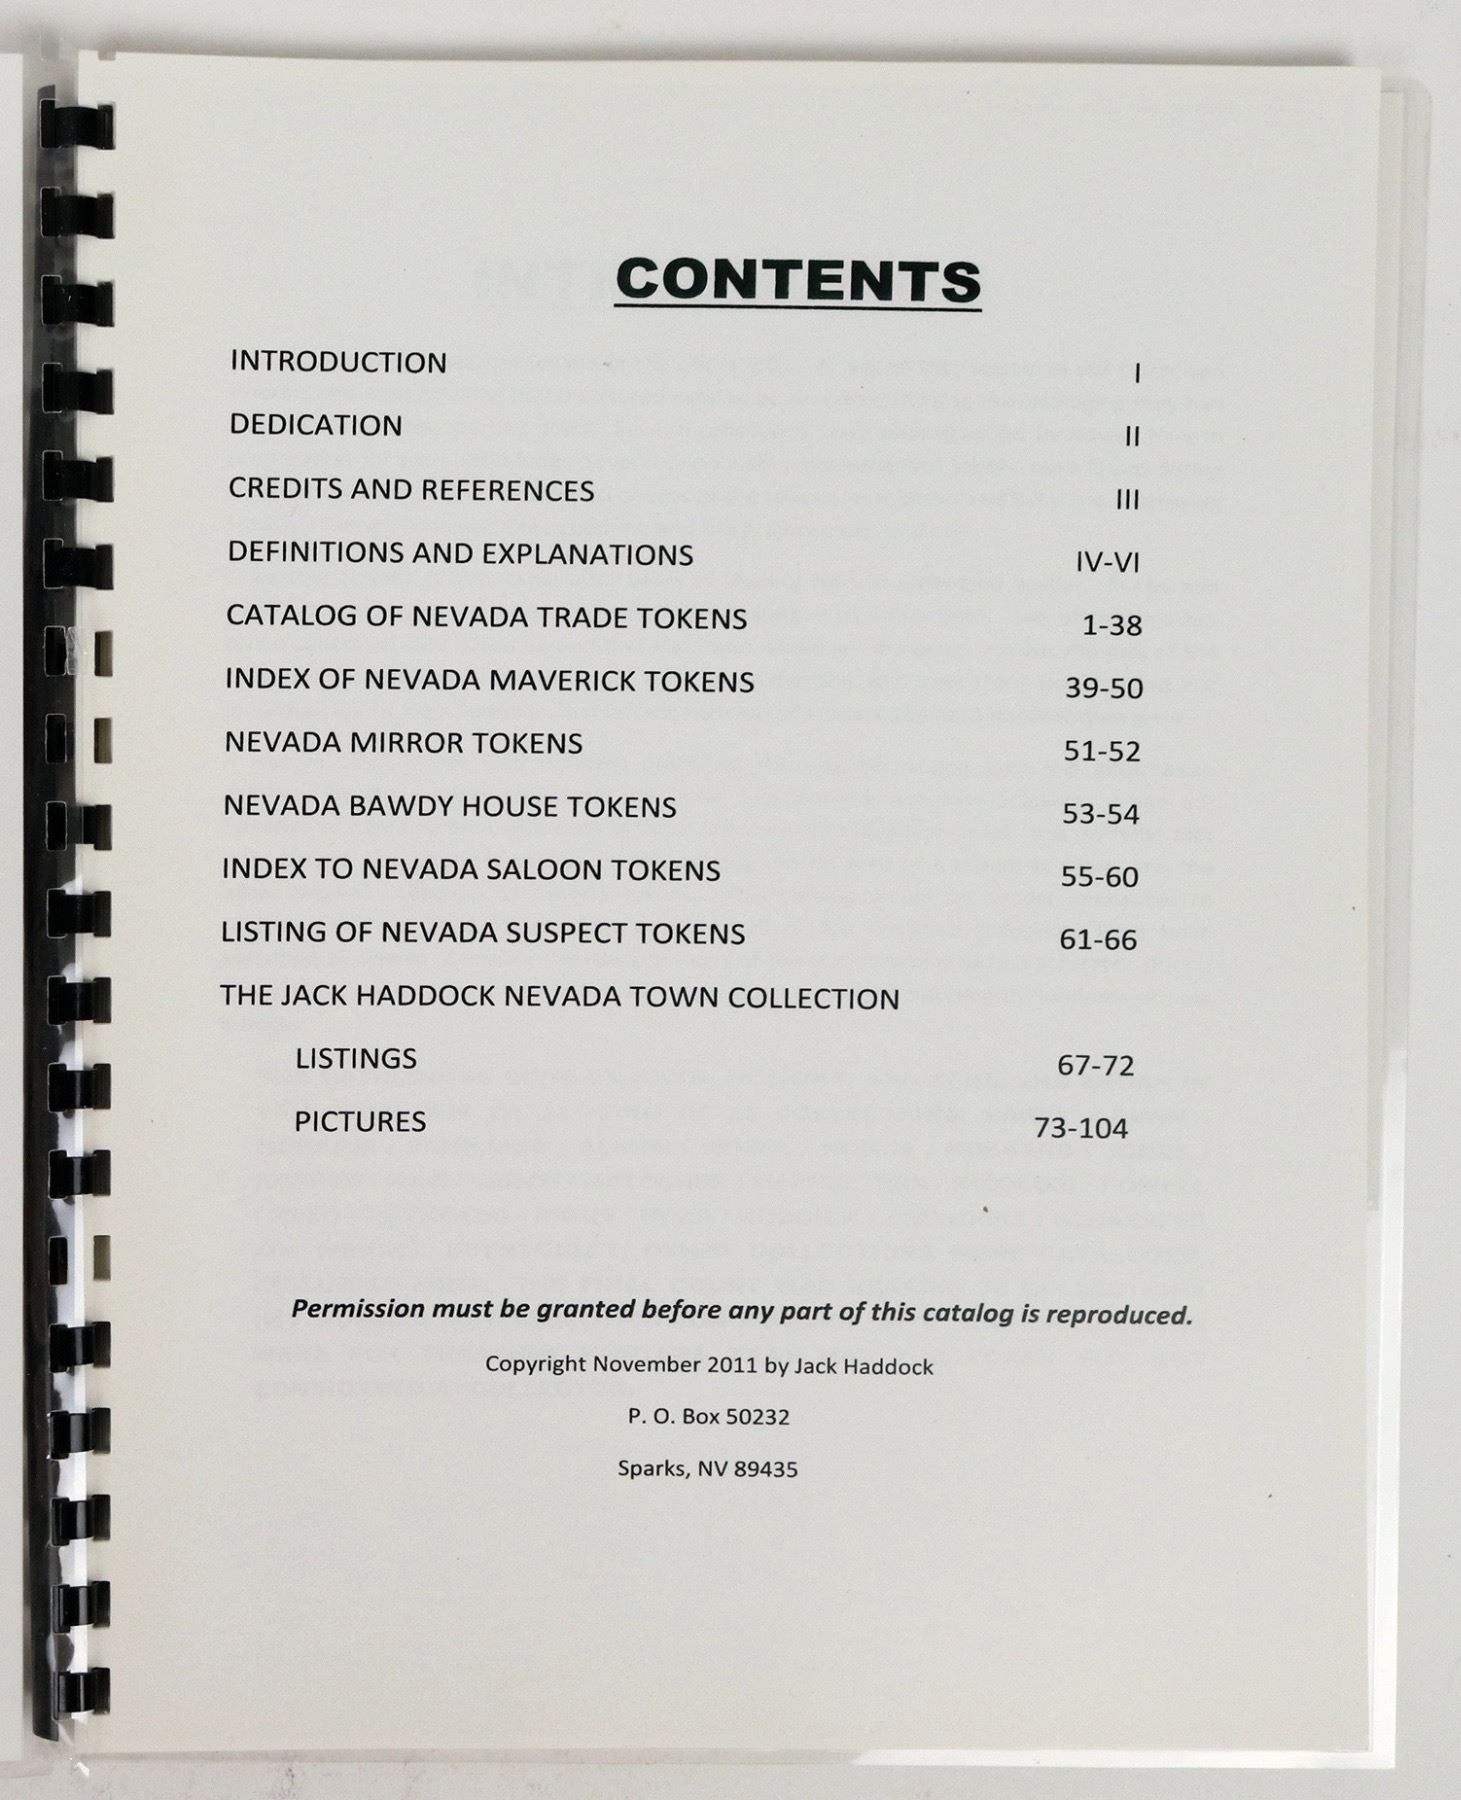 CONTENTS
INTRODUCTION I
DEDICATION II
CREDITS AND REFERENCES III
DEFINITIONS AND EXPLANATIONS IV-VI
CATALOG OF NEVADA TRADE TOKENS 1-38
INDEX OF NEVADA MAVERICK TOKENS 39-50
NEVADA MIRROR TOKENS 51-52
NEVADA BAWDY HOUSE TOKENS 53-54
INDEX TO NEVADA SALOON TOKENS 55-60
LISTING OF NEVADA SUSPECT TOKENS 61-66
THE JACK HADDOCK NEVADA TOWN COLLECTION
LISTINGS 67-72
PICTURES 73-104
Permission must be granted before any part of this catalog is reproduced.
Copyright November 2011 by Jack Haddock
P. O. Box 50232
Sparks, NV 89435